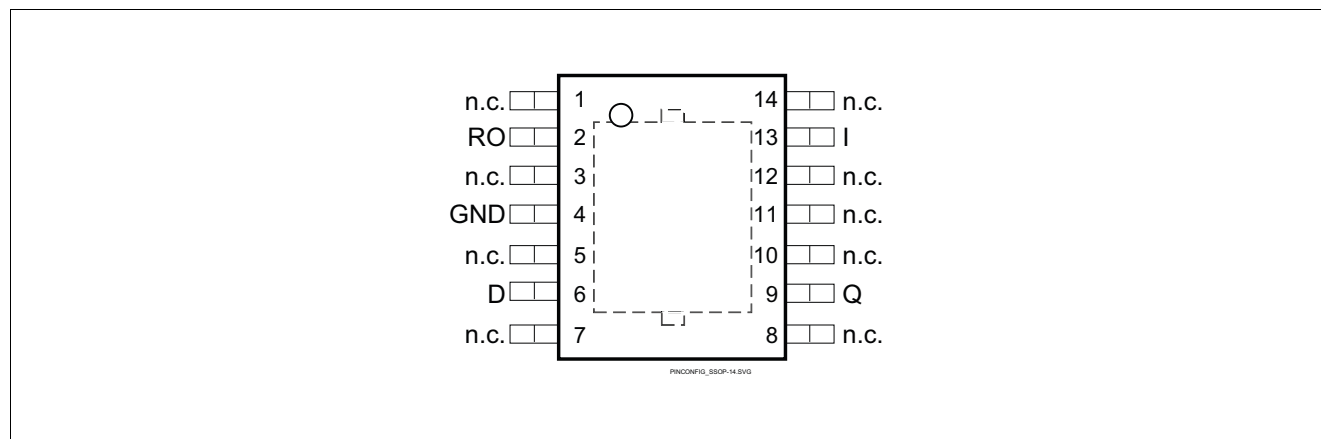 n.c. 1 14 n.c.
RO 2 13 I
n.c. 3 12 n.c.
GND 4 11 n.c.
n.c. 5 10 n.c.
D 6 9 Q
n.c. 7 8 n.c.
PINCONFIG_SSOP-14.SVG